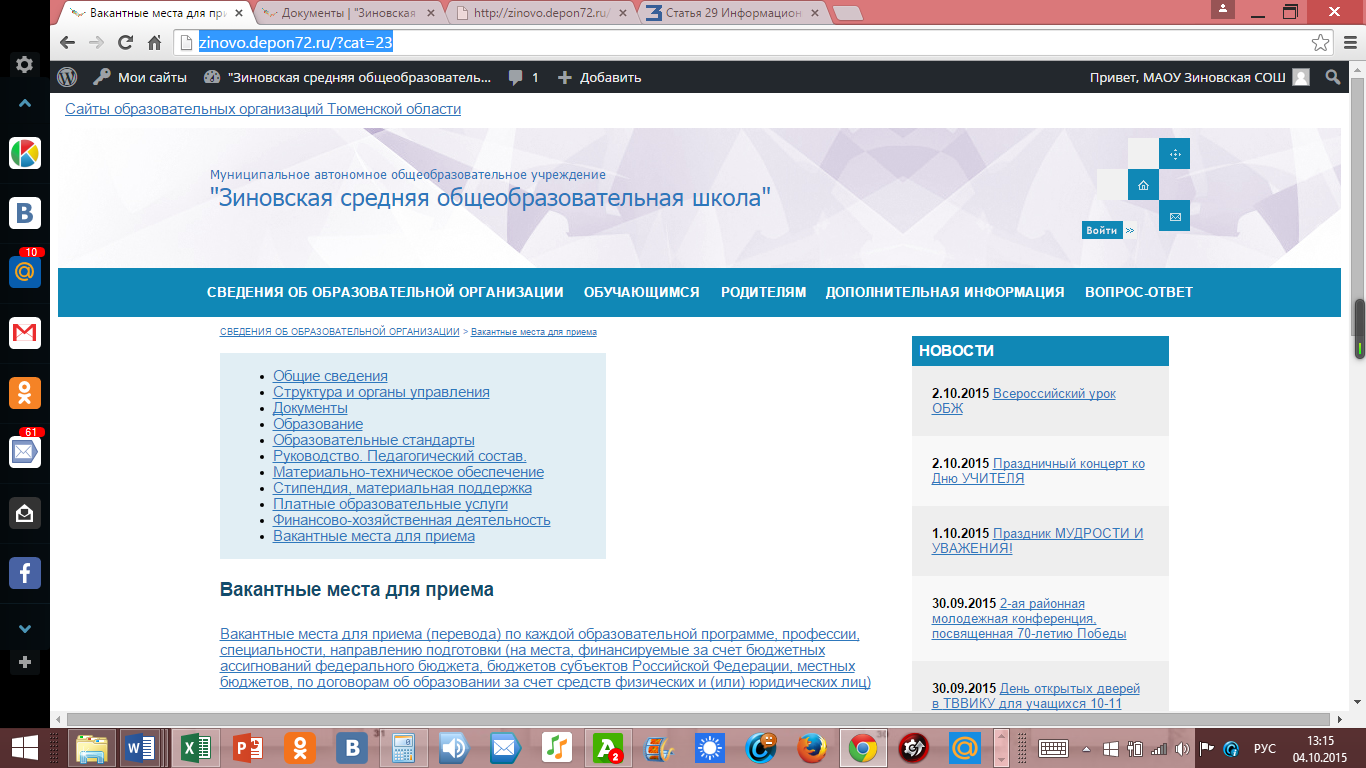 Вакантные места для при
Документы | "Зиновская
http://zinovo.depon72.ru/
Статья 29 Информацион
zinovo.depon72.ru/?cat=23
Мои сайты
"Зиновская средняя общеобразователь...
1
Добавить
Привет, МАОУ Зиновская СОШ
Сайты образовательных организаций Тюменской области
Муниципальное автономное общеобразовательное учреждение
"Зиновская средняя общеобразовательная школа"
Войти >>
СВЕДЕНИЯ ОБ ОБРАЗОВАТЕЛЬНОЙ ОРГАНИЗАЦИИ ОБУЧАЮЩИМСЯ РОДИТЕЛЯМ ДОПОЛНИТЕЛЬНАЯ ИНФОРМАЦИЯ ВОПРОС-ОТВЕТ
СВЕДЕНИЯ ОБ ОБРАЗОВАТЕЛЬНОЙ ОРГАНИЗАЦИИ > Вакантные места для приема
Общие сведения
Структура и органы управления
Документы
Образование
Образовательные стандарты
Руководство. Педагогический состав.
Материально-техническое обеспечение
Стипендия, материальная поддержка
Платные образовательные услуги
Финансово-хозяйственная деятельность
Вакантные места для приема
Вакантные места для приема
Вакантные места для приема (перевода) по каждой образовательной программе, профессии,
специальности, направлению подготовки (на места, финансируемые за счет бюджетных
ассигнований федерального бюджета, бюджетов субъектов Российской Федерации, местных
бюджетов, по договорам об образовании за счет средств физических и (или) юридических лиц)
НОВОСТИ
2.10.2015 Всероссийский урок
ОБЖ
2.10.2015 Праздничный концерт ко
Дню УЧИТЕЛЯ
1.10.2015 Праздник МУДРОСТИ И
УВАЖЕНИЯ!
30.09.2015 2-ая районная
молодежная конференция,
посвященная 70-летию Победы
30.09.2015 День открытых дверей
в ТВВИКУ для учащихся 10-11
10
61
31
2
30
РУС
13:15
04.10.2015